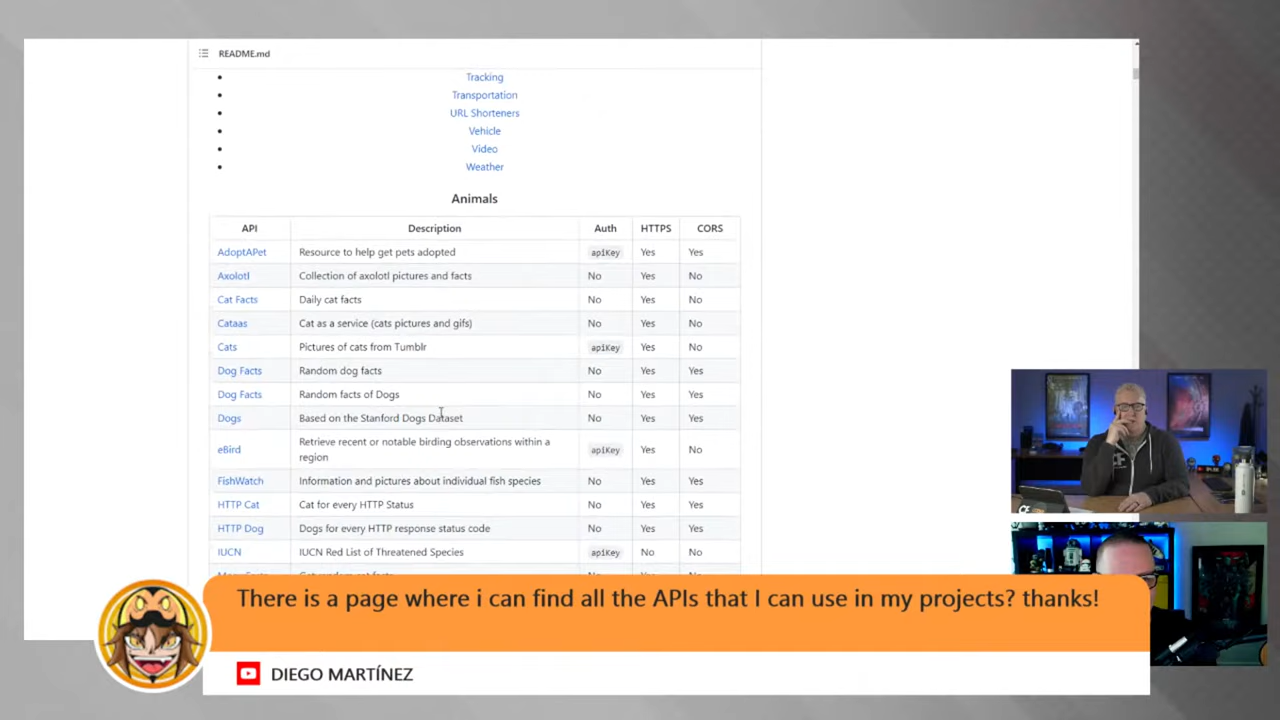 README.md
Tracking
Transportation
URL Shorteners
Vehicle
Video
Weather
Animals
API Description Auth HTTPS CORS
AdoptAPet Resource to help get pets adopted apiKey Yes Yes
Axolotl Collection of axolotl pictures and facts No Yes No
Cat Facts Daily cat facts No Yes No
Cataas Cat as a service (cats pictures and gifs) No Yes No
Cats Pictures of cats from Tumblr apiKey Yes No
Dog Facts Random dog facts No Yes Yes
Dog Facts Random facts of Dogs No Yes Yes
Dogs Based on the Stanford Dogs Dataset No Yes Yes
eBird Retrieve recent or notable birding observations within a region apiKey Yes No
FishWatch Information and pictures about individual fish species No Yes Yes
HTTP Cat Cat for every HTTP Status No Yes Yes
HTTP Dog Dogs for every HTTP response status code No Yes Yes
IUCN IUCN Red List of Threatened Species apiKey No No
There is a page where i can find all the APIs that I can use in my projects? thanks!
DIEGO MARTÍNEZ